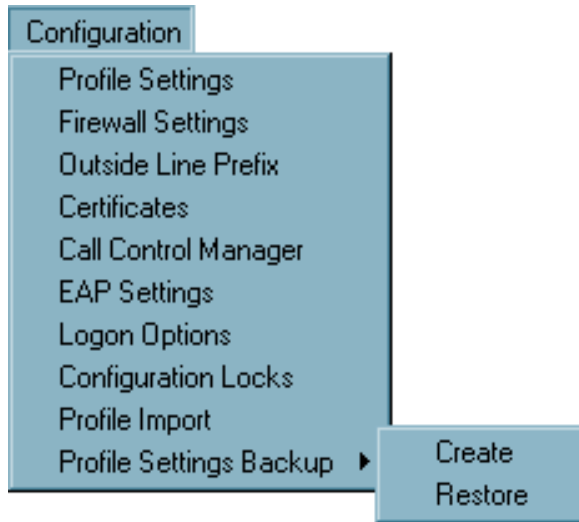 Configuration
Profile Settings
Firewall Settings
Outside Line Prefix
Certificates
Call Control Manager
EAP Settings
Logon Options
Configuration Locks
Profile Import
Profile Settings Backup
Create
Restore